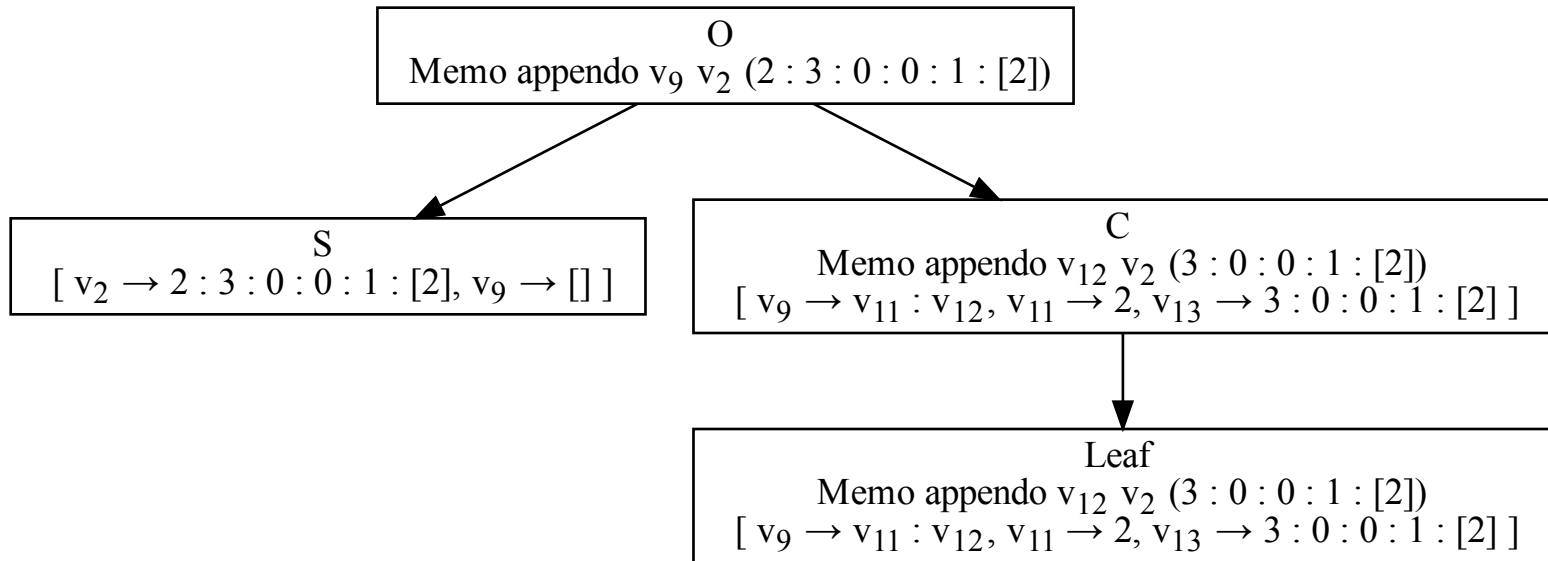 O
Memo appendo v₉ v₂ (2 : 3 : 0 : 0 : 1 : [2])
S
[ v₂ → 2 : 3 : 0 : 0 : 1 : [2], v₉ → [] ]
C
Memo appendo v₁₂ v₂ (3 : 0 : 0 : 1 : [2])
[ v₉ → v₁₁ : v₁₂, v₁₁ → 2, v₁₃ → 3 : 0 : 0 : 1 : [2] ]
Leaf
Memo appendo v₁₂ v₂ (3 : 0 : 0 : 1 : [2])
[ v₉ → v₁₁ : v₁₂, v₁₁ → 2, v₁₃ → 3 : 0 : 0 : 1 : [2] ]